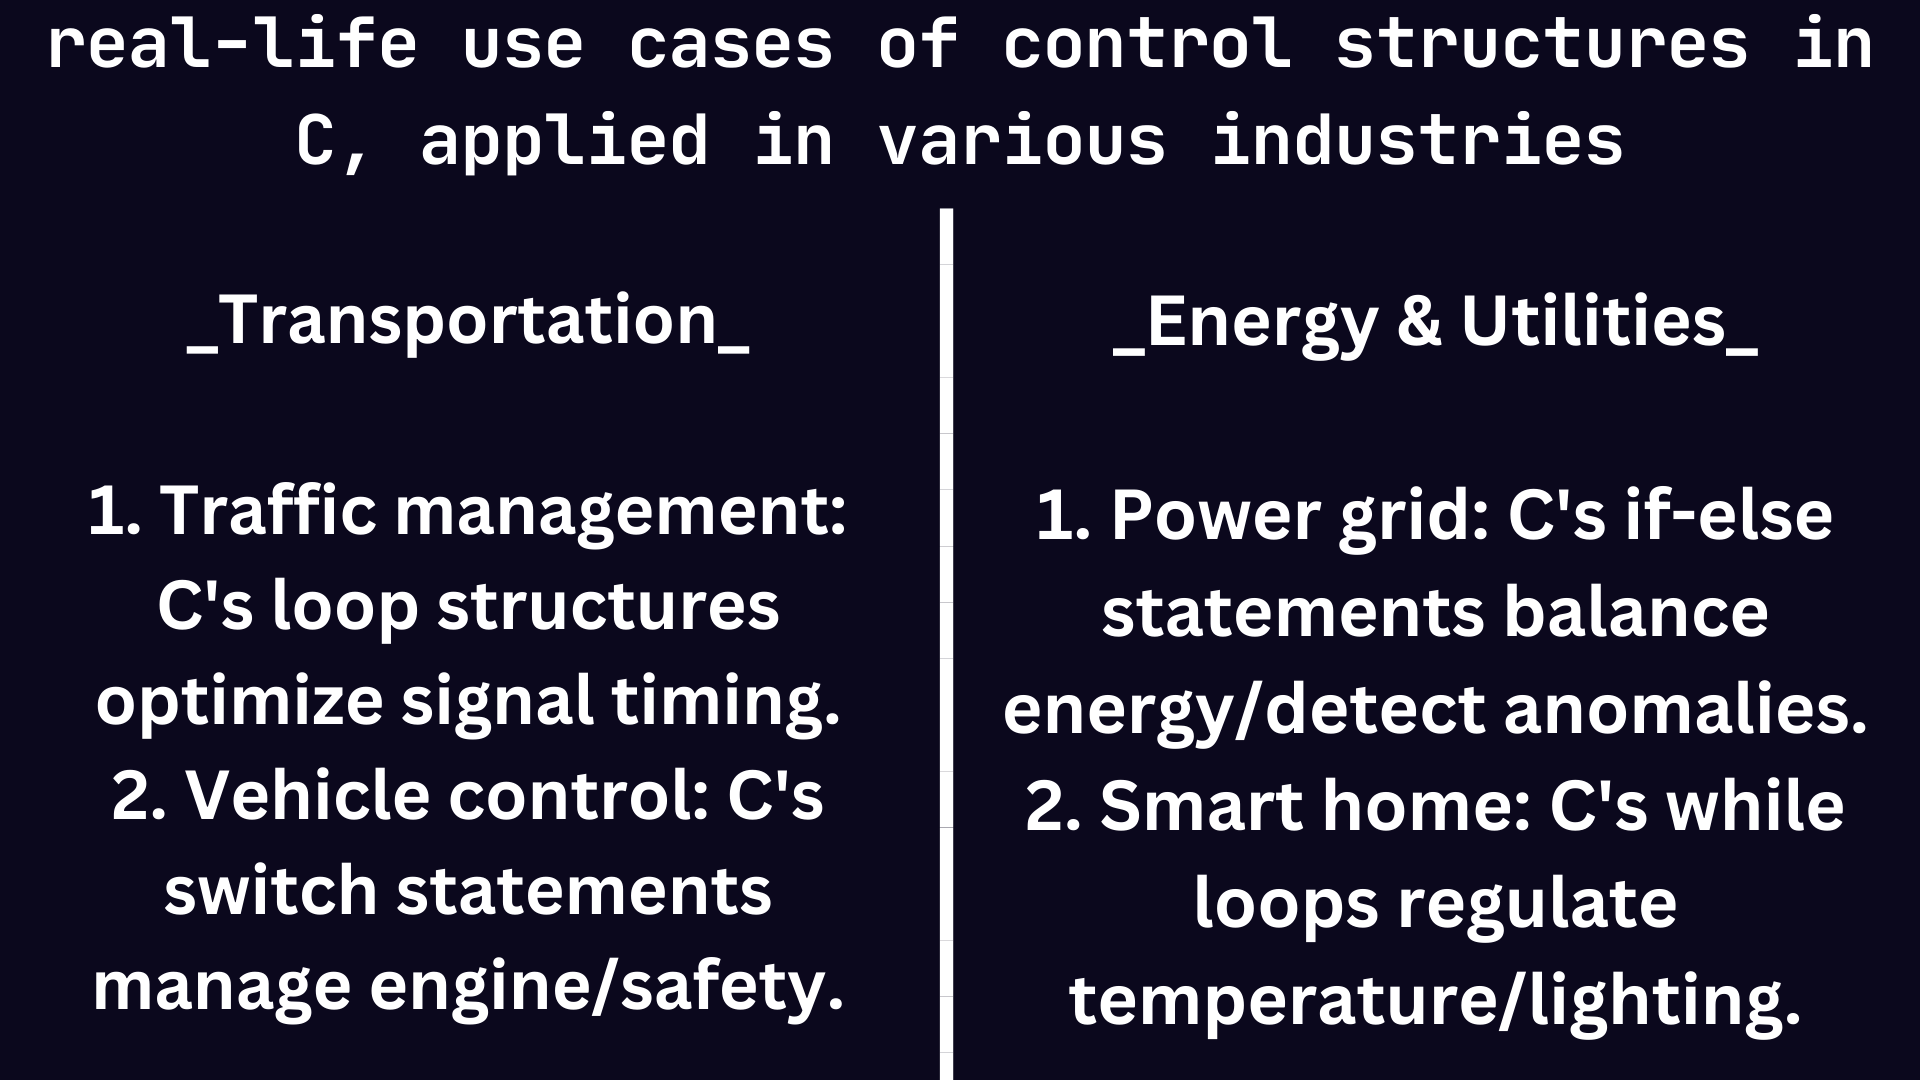 real-life use cases of control structures in
C, applied in various industries
_Transportation_
1. Traffic management:
C's loop structures
optimize signal timing.
2. Vehicle control: C's
switch statements
manage engine/safety.
_Energy & Utilities_
1. Power grid: C's if-else
statements balance
energy/detect anomalies.
2. Smart home: C's while
loops regulate
temperature/lighting.